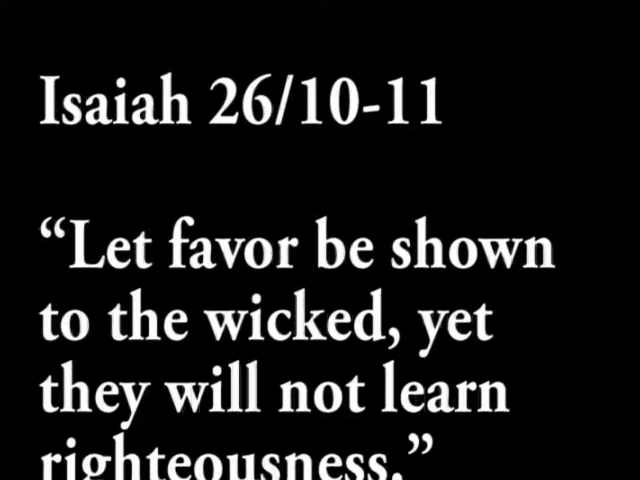 Isaiah 26/10-11
“Let favor be shown
to the wicked, yet
they will not learn
righteousness.”